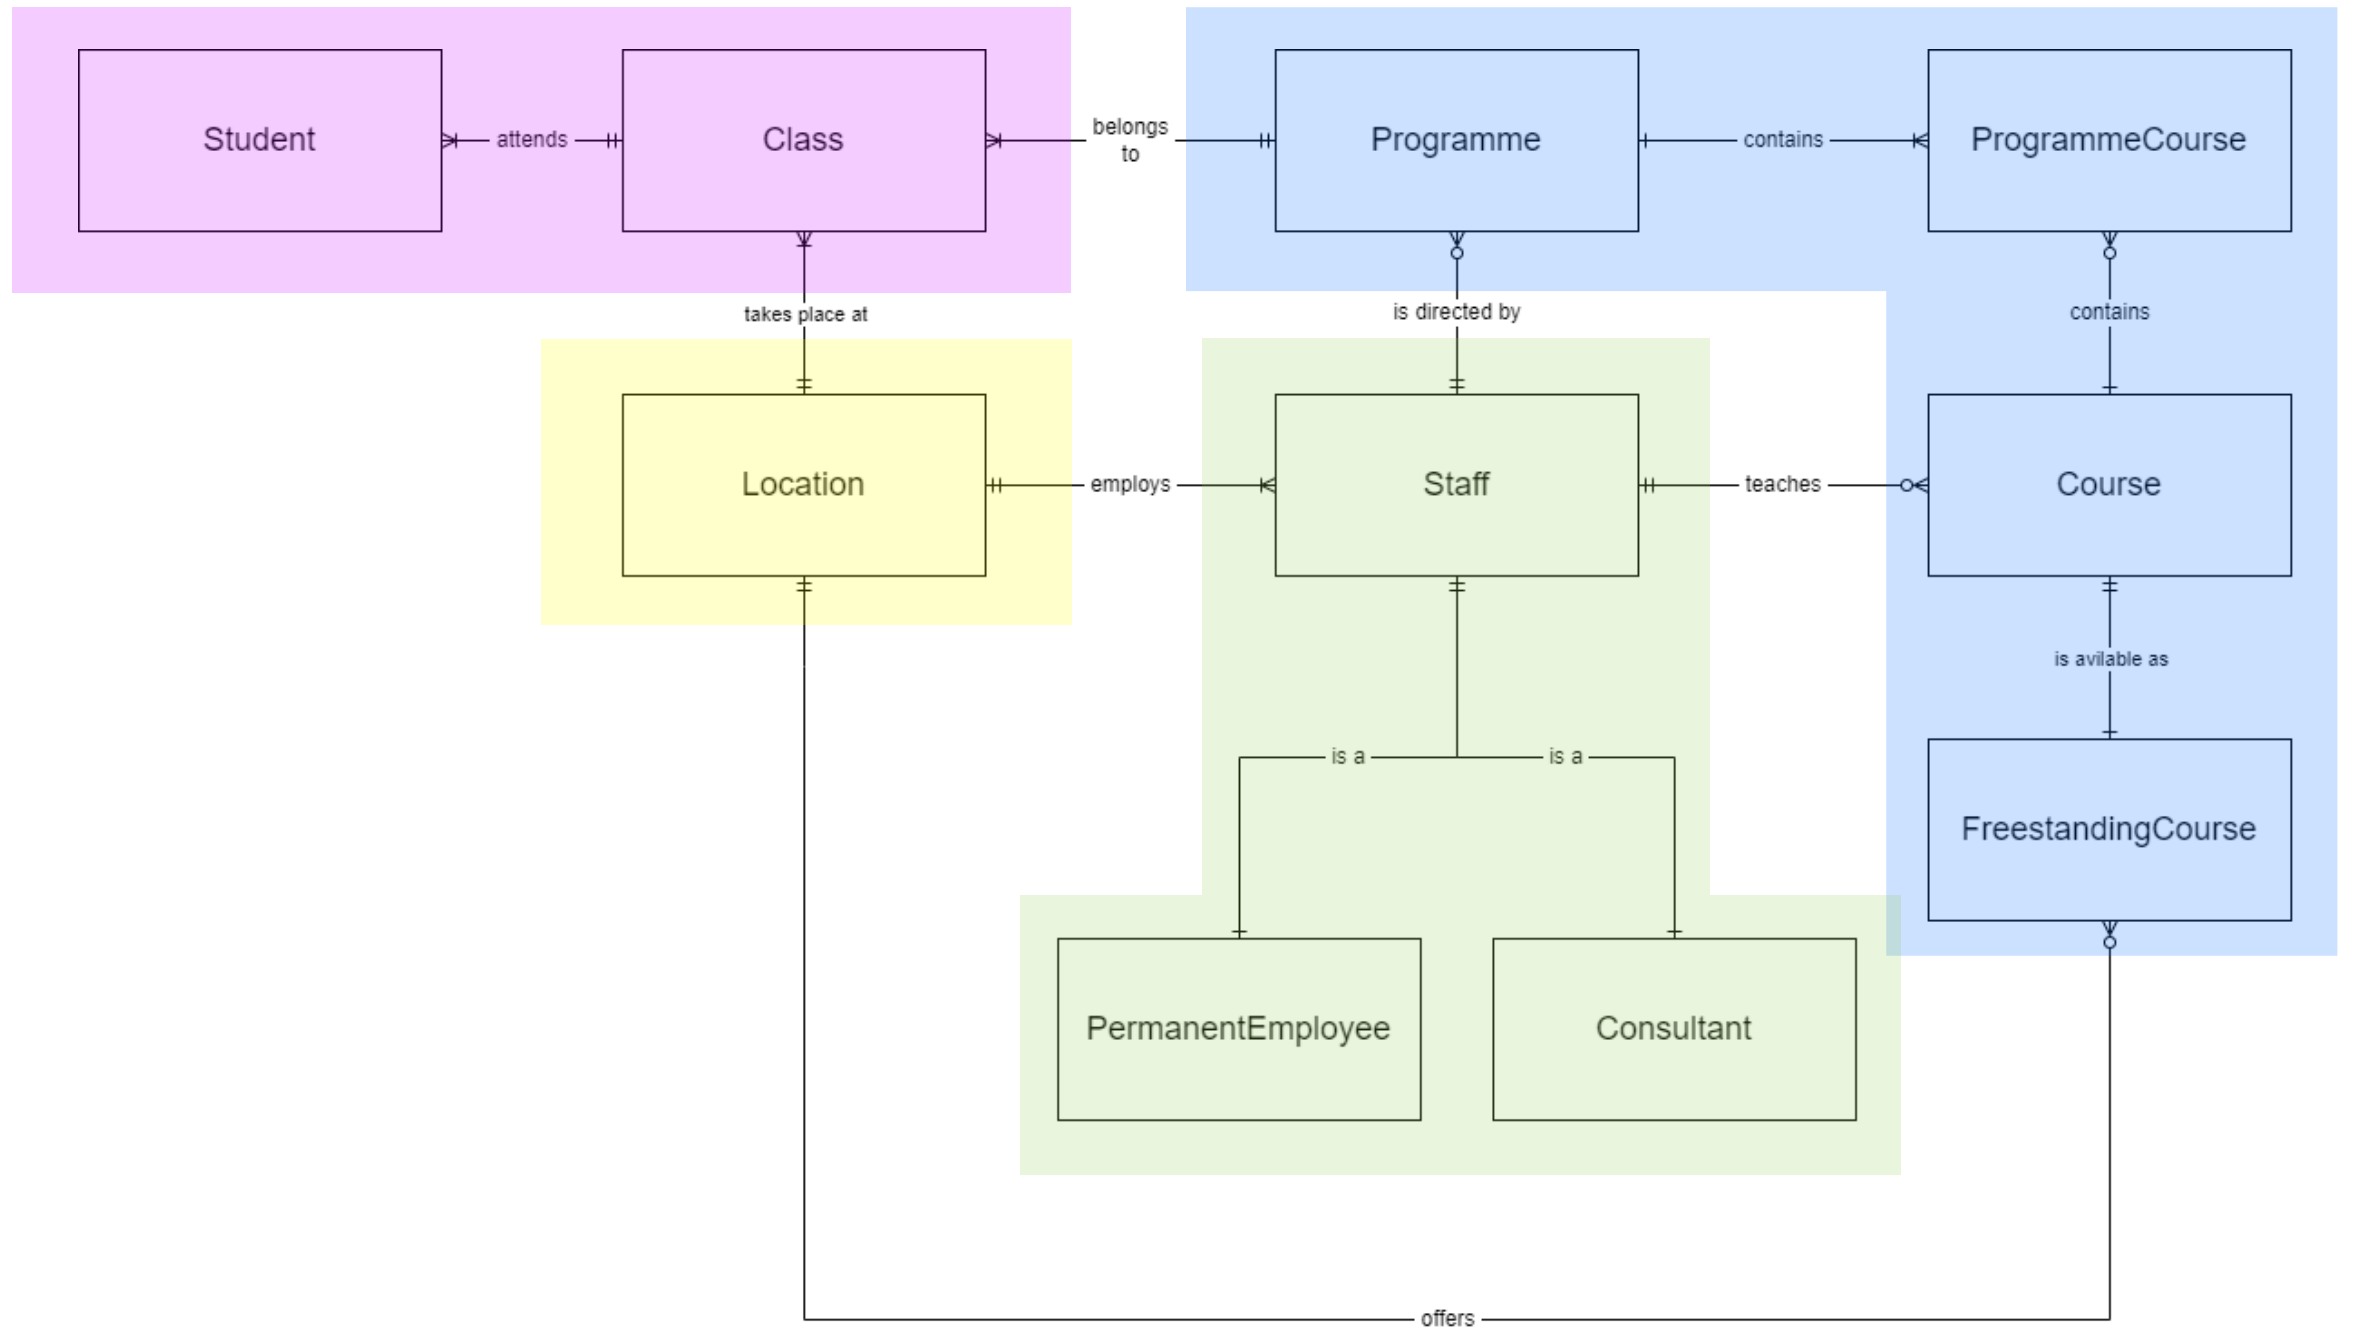 Student
attends
Class
belongs
to
Programme
contains
ProgrammeCourse
takes place at
is directed by
contains
Location
employs
Staff
teaches
Course
is avilable as
is a
is a
FreestandingCourse
PermanentEmployee
Consultant
offers